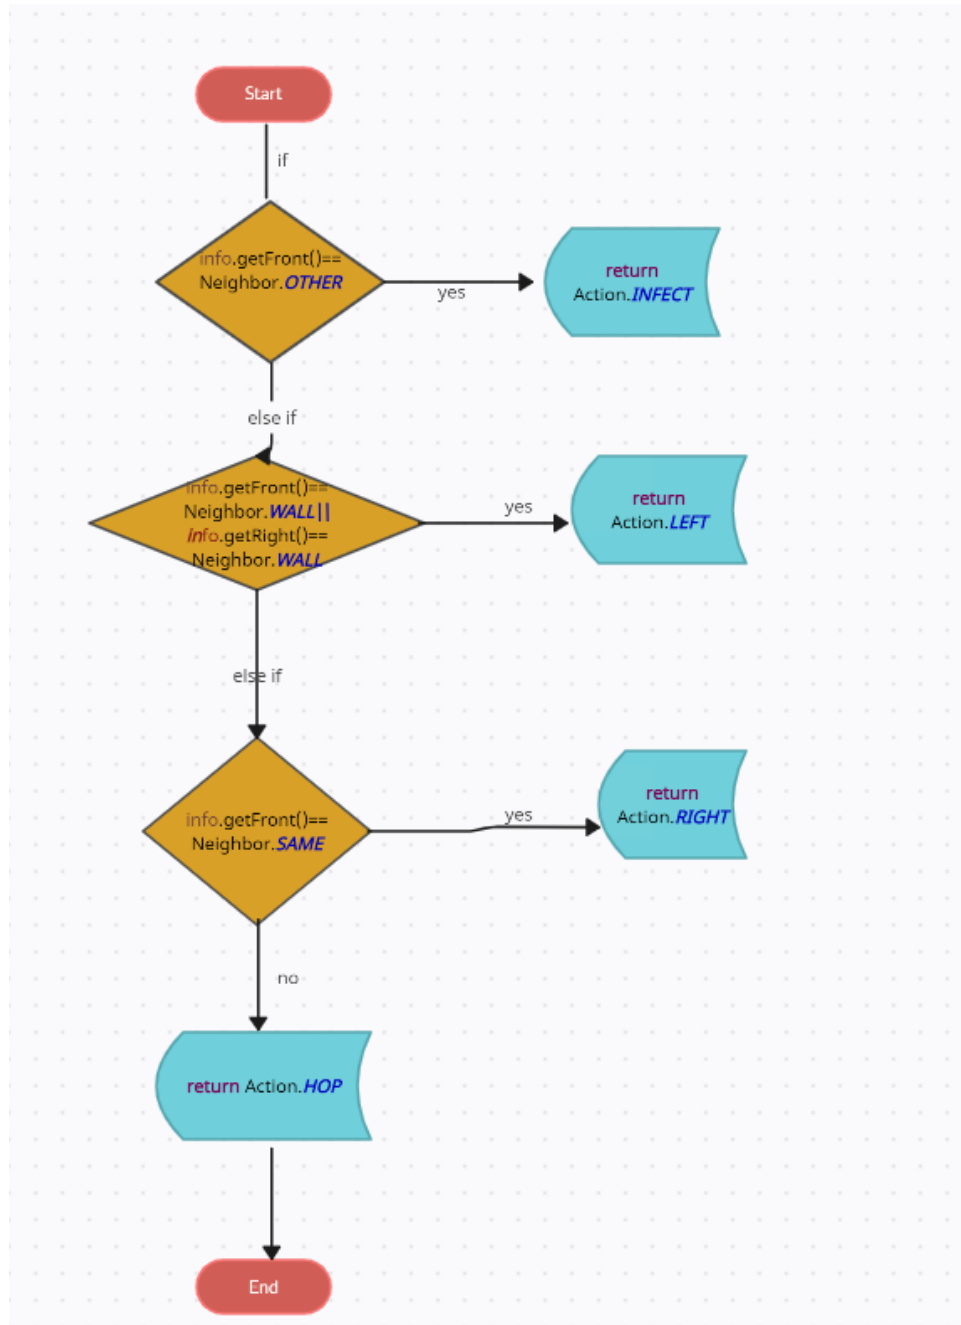 Start
if
info.getFront()==
Neighbor.OTHER
yes
return
Action.INFECT
else if
info.getFront()==
Neighbor.WALL||
info.getRight()==
Neighbor.WALL
yes
return
Action.LEFT
else if
info.getFront()==
Neighbor.SAME
yes
return
Action.RIGHT
no
return Action.HOP
End